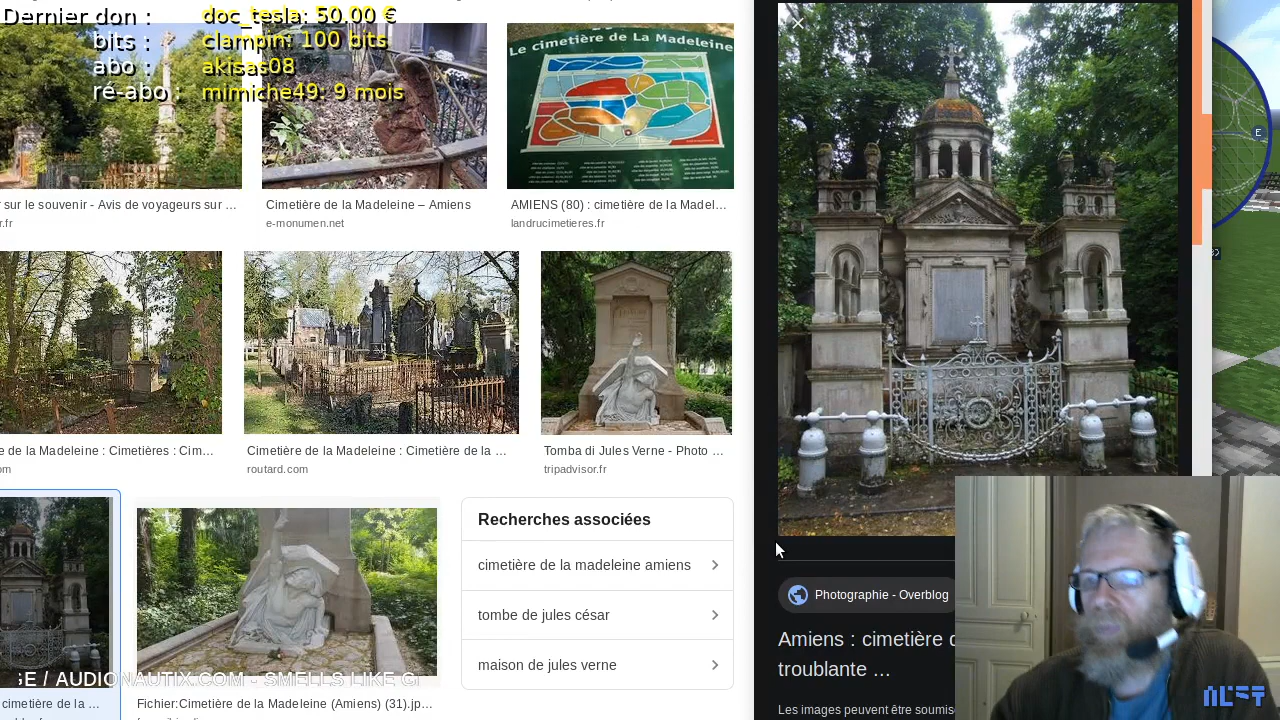 Dernier don : doc_tesla: 50.00 €
bits : clampin: 100 bits
abo : akisas08
ré-abo : mimiche49: 9 mois
Le cimetière de La Madeleine
E
sur le souvenir - Avis de voyageurs sur ...
r.fr
Cimetière de la Madeleine – Amiens
e-monumen.net
AMIENS (80) : cimetière de la Madel...
landrucimetieres.fr
e de la Madeleine : Cimetières : Cim...
om
Cimetière de la Madeleine : Cimetière de la ...
routard.com
Tomba di Jules Verne - Photo ...
tripadvisor.fr
Recherches associées
cimetière de la madeleine amiens
tombe de jules césar
maison de jules verne
Photographie - Overblog
Amiens : cimetière d
troublante ...
Les images peuvent être soumis
GE / AUDIONAUTIX.COM - SMELLS LIKE G
cimetière de la ...
Fichier:Cimetière de la Madeleine (Amiens) (31).jp...